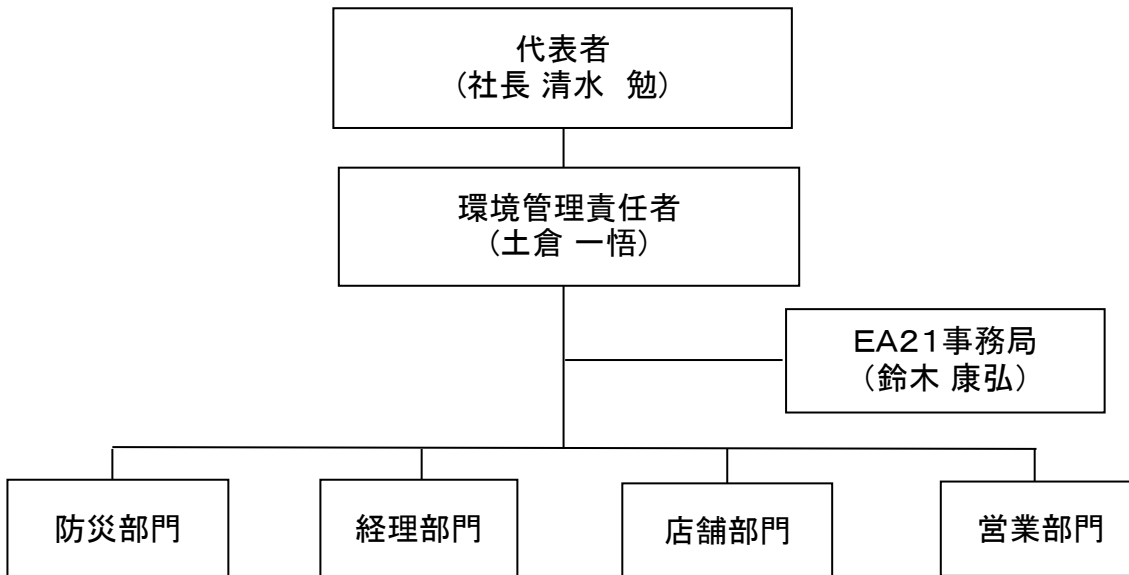 代表者
(社長 清水　勉)
環境管理責任者
(土倉 一悟)
EA21事務局
(鈴木 康弘)
防災部門
経理部門
店舗部門
営業部門